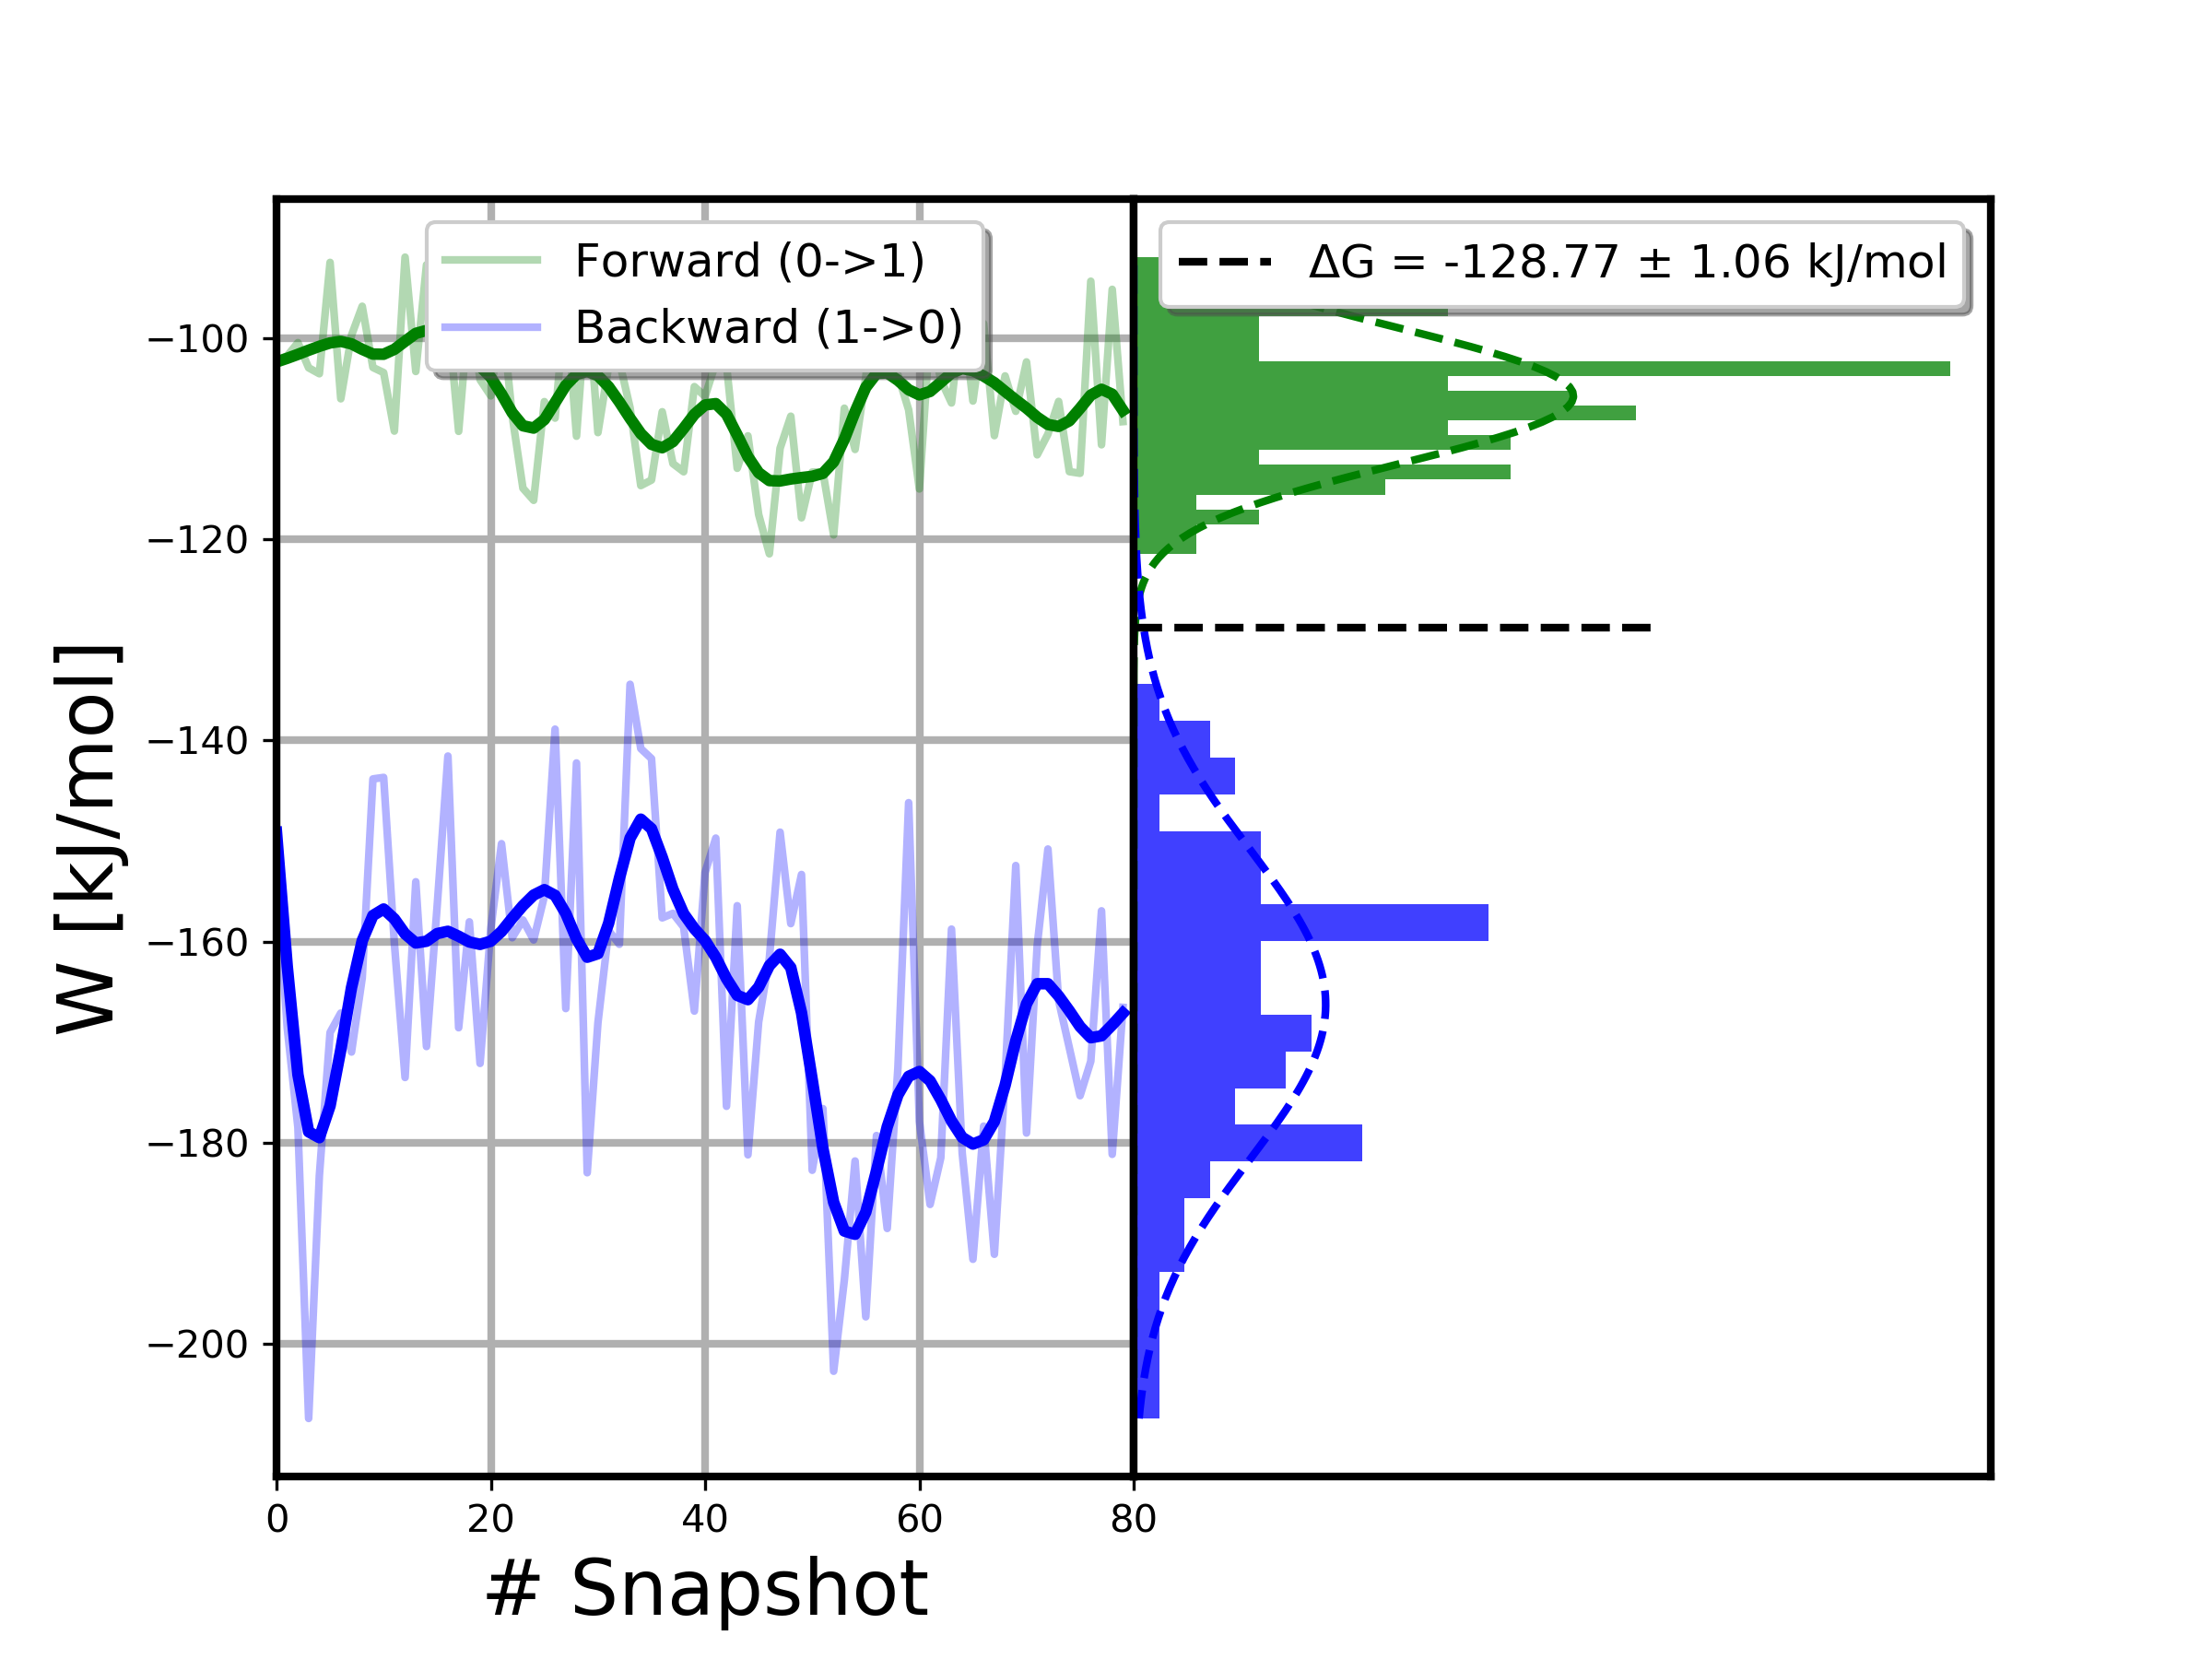 Forward (0->1)
Backward (1->0)
ΔG = -128.77 ± 1.06 kJ/mol
W [kJ/mol]
−100
−120
−140
−160
−180
−200
0 20 40 60 80
# Snapshot